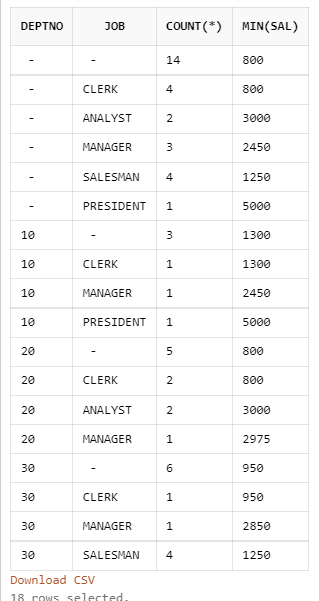 DEPTNO JOB COUNT(*) MIN(SAL)
- - 14 800
- CLERK 4 800
- ANALYST 2 3000
- MANAGER 3 2450
- SALESMAN 4 1250
- PRESIDENT 1 5000
10 - 3 1300
10 CLERK 1 1300
10 MANAGER 1 2450
10 PRESIDENT 1 5000
20 - 5 800
20 CLERK 2 800
20 ANALYST 2 3000
20 MANAGER 1 2975
30 - 6 950
30 CLERK 1 950
30 MANAGER 1 2850
30 SALESMAN 4 1250
Download CSV
18 rows selected.